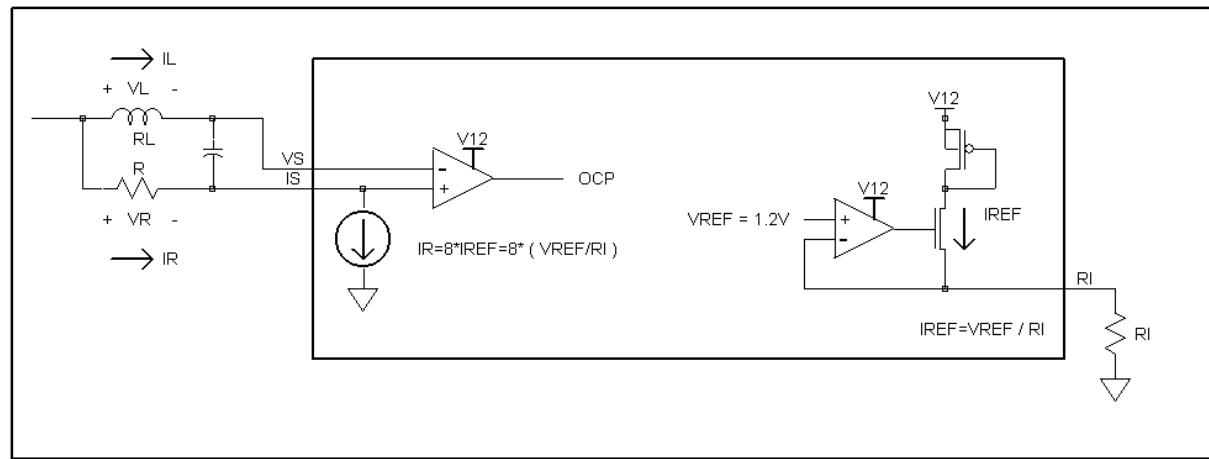 IL
+ VL -
RL
R
+ VR -
IR
VS
IS
V12
-
+
OCP
IR=8*IREF=8* ( VREF/RI )
V12
V12
VREF = 1.2V
+
-
IREF
RI
IREF=VREF / RI
RI